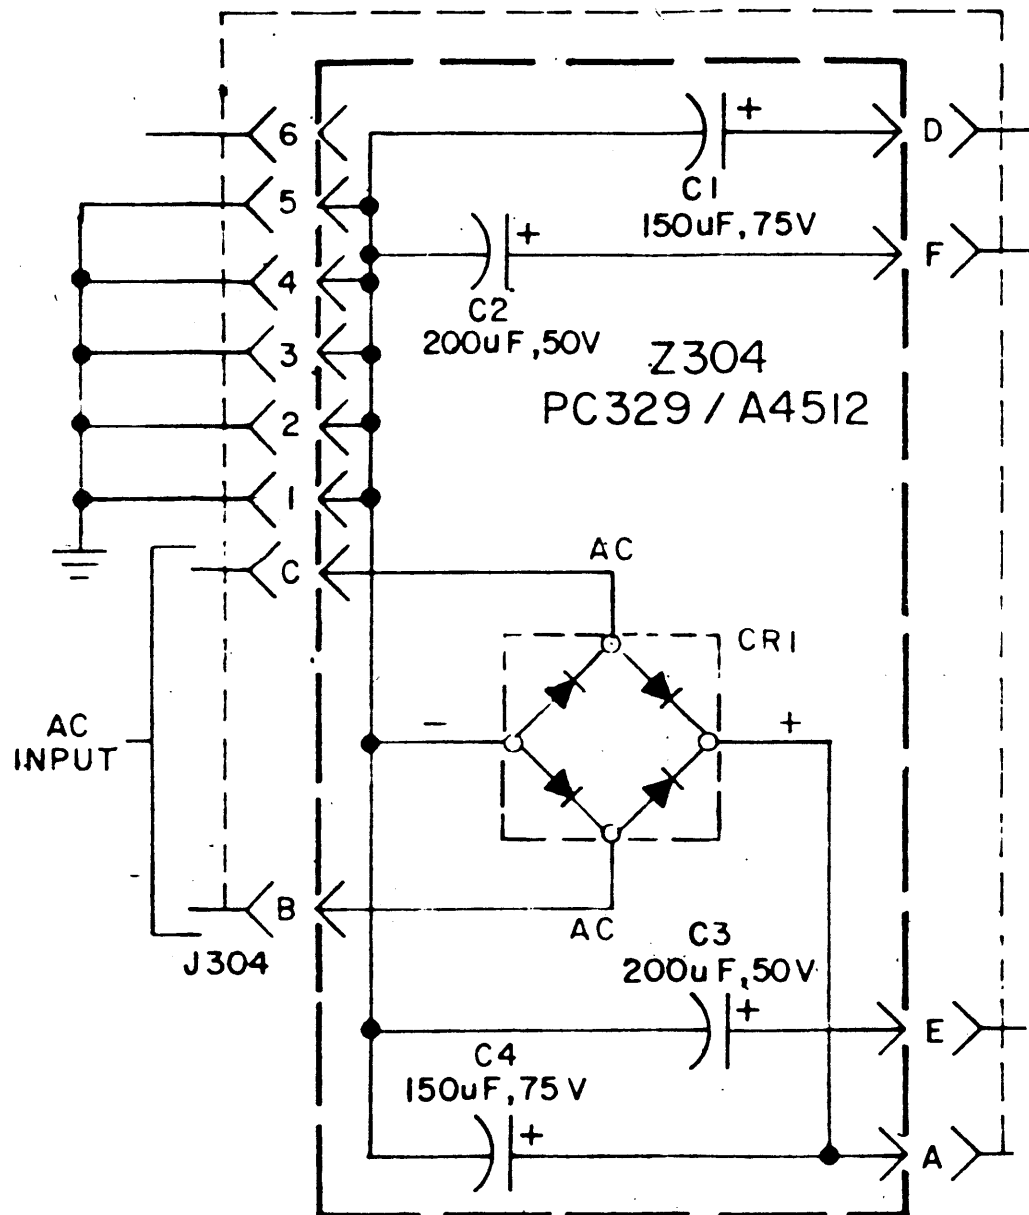 6
+
D
5
C1
150uF, 75V
+
F
4
C2
200uF, 50V
3
Z304
PC329 / A4512
2
1
C
AC
CR1
AC
INPUT
−
+
B
AC
J304
C3
200uF, 50V
+
E
C4
150uF, 75V
+
A